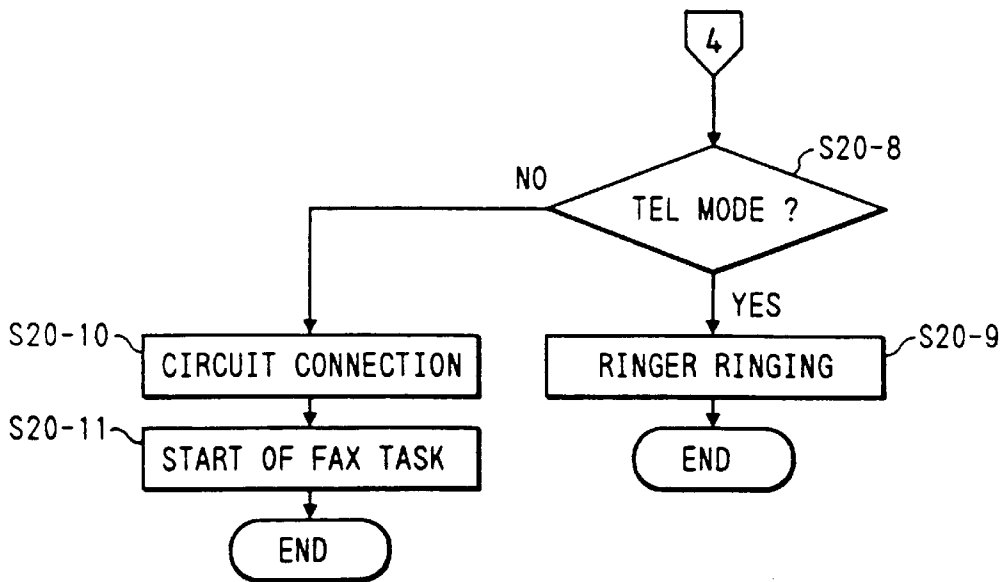 4
S20-8
NO
TEL MODE ?
YES
S20-10
CIRCUIT CONNECTION
S20-9
RINGER RINGING
S20-11
START OF FAX TASK
END
END